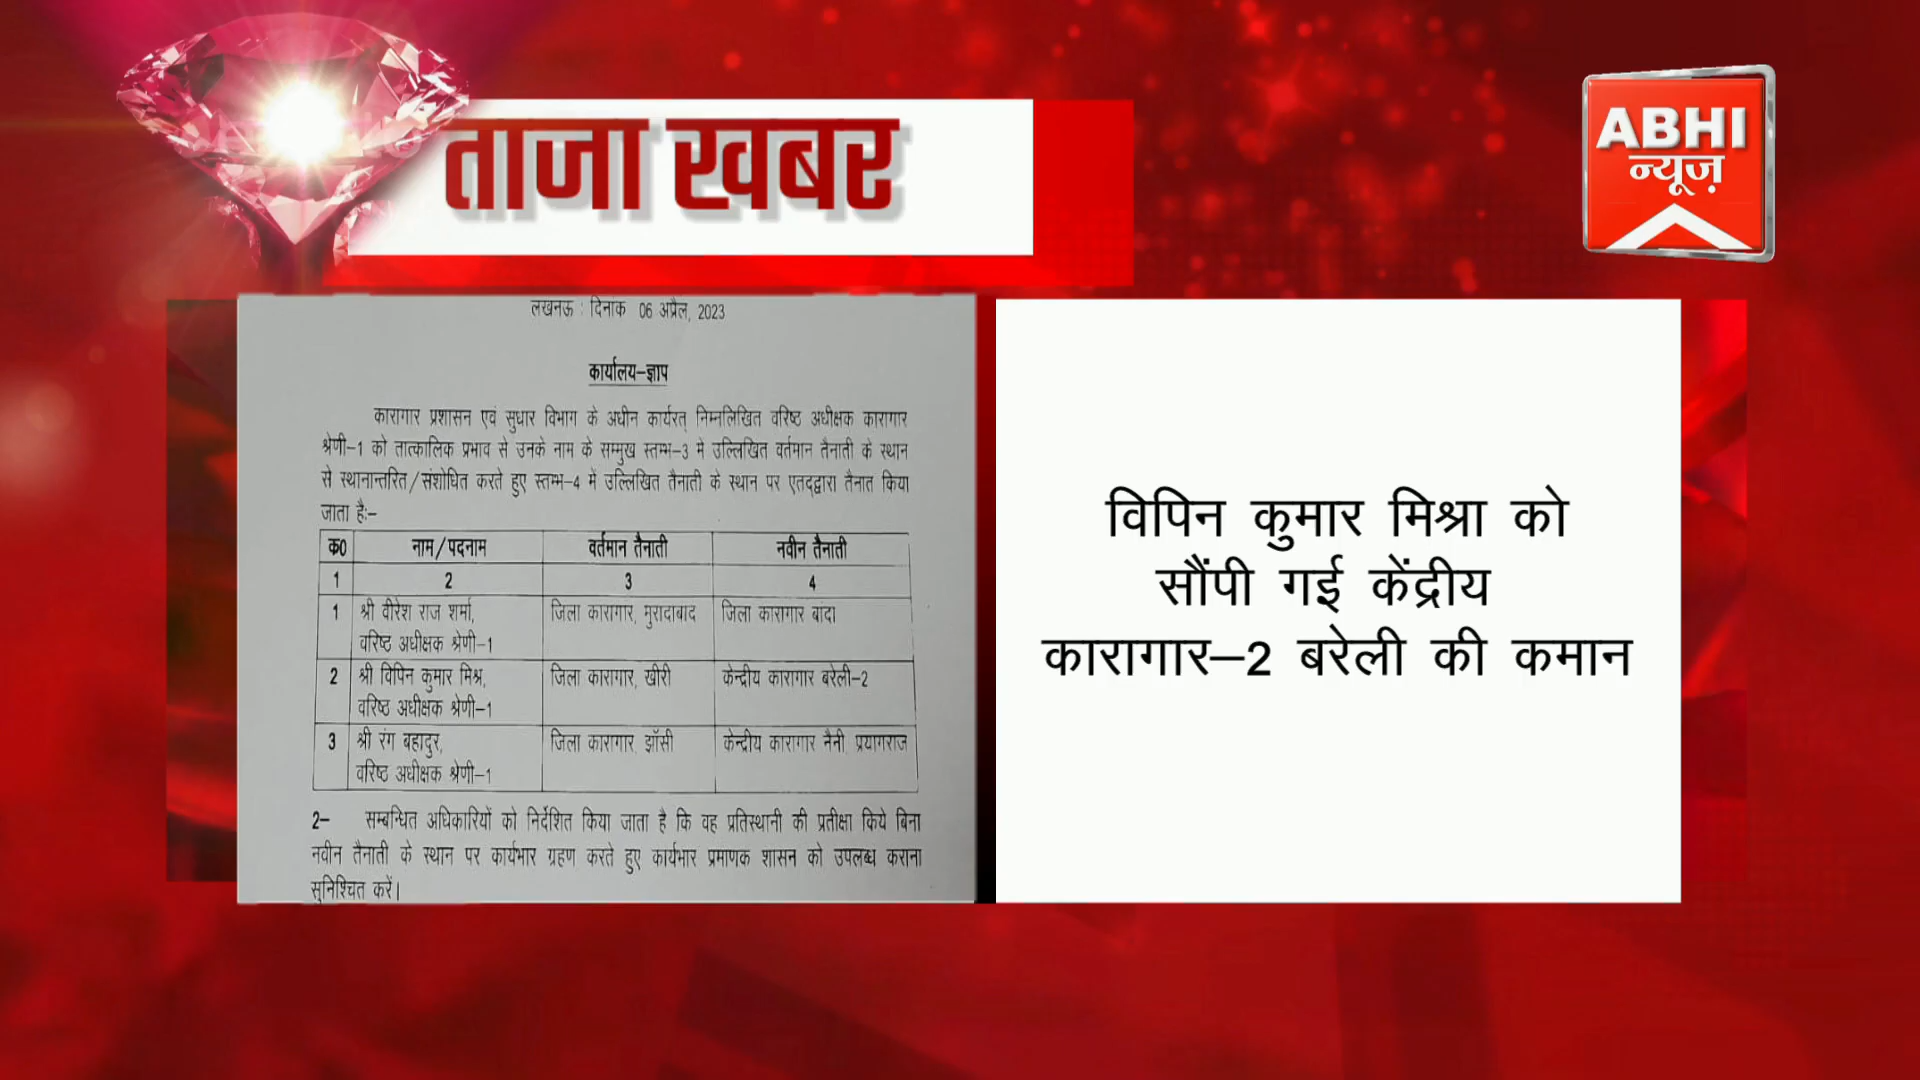 ताजा खबर
ABHI
न्यूज़
लखनऊ : दिनाक 06 अप्रैल, 2023
कार्यालय-ज्ञाप
कारागार प्रशासन एवं सुधार विभाग के अधीन कार्यरत् निम्नलिखित वरिष्ठ अधीक्षक कारागार
श्रेणी-1 को तात्कालिक प्रभाव से उनके नाम के सम्मुख स्तम्भ-3 में उल्लिखित वर्तमान तैनाती के स्थान
से स्थानान्तरित/संशोधित करते हुए स्तम्भ-4 में उल्लिखित तैनाती के स्थान पर एतद्द्वारा तैनात किया
जाता है:-
क0 नाम/पदनाम वर्तमान तैनाती नवीन तैनाती
1 2 3 4
1 श्री वीरेश राज शर्मा, जिला कारागार, मुरादाबाद जिला कारागार बांदा
वरिष्ठ अधीक्षक श्रेणी-1
2 श्री विपिन कुमार मिश्र, जिला कारागार, खीरी केन्द्रीय कारागार बरेली-2
वरिष्ठ अधीक्षक श्रेणी-1
3 श्री रंग बहादुर, जिला कारागार, झॉसी केन्द्रीय कारागार नैनी, प्रयागराज
वरिष्ठ अधीक्षक श्रेणी-1
2- सम्बन्धित अधिकारियों को निर्देशित किया जाता है कि वह प्रतिस्थानी की प्रतीक्षा किये बिना
नवीन तैनाती के स्थान पर कार्यभार ग्रहण करते हुए कार्यभार प्रमाणक शासन को उपलब्ध कराना
सुनिश्चित करें।
विपिन कुमार मिश्रा को
सौंपी गई केंद्रीय
कारागार–2 बरेली की कमान